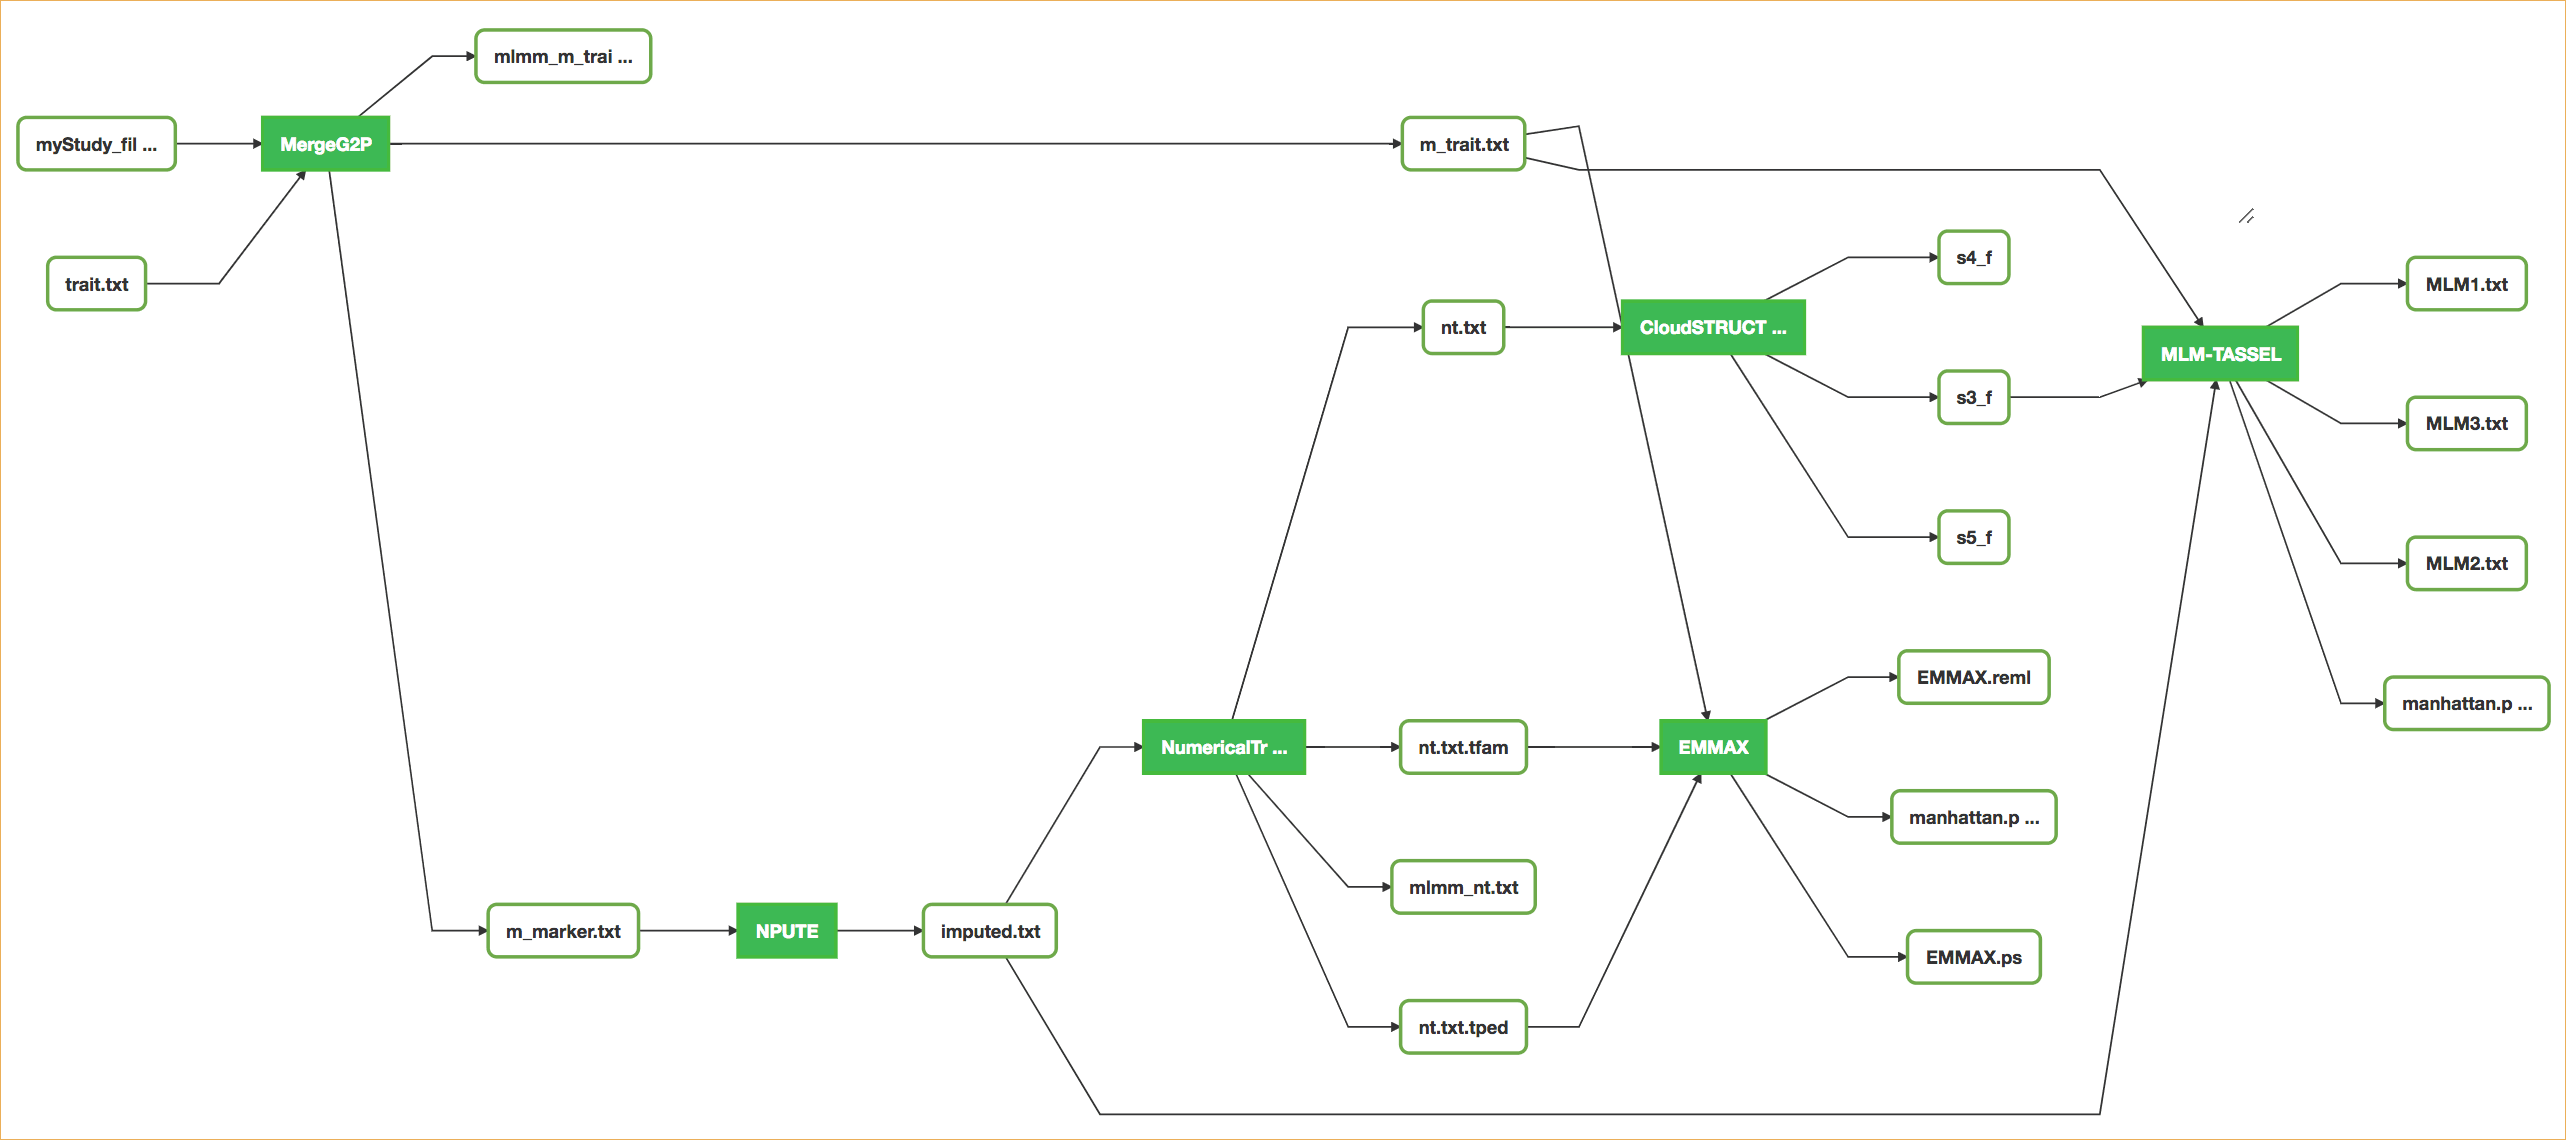 mlmm_m_trai ...
myStudy_fil ...
MergeG2P
m_trait.txt
trait.txt
s4_f
MLM1.txt
nt.txt
CloudSTRUCT ...
MLM-TASSEL
s3_f
MLM3.txt
s5_f
MLM2.txt
EMMAX.reml
manhattan.p ...
NumericalTr ...
nt.txt.tfam
EMMAX
manhattan.p ...
mlmm_nt.txt
m_marker.txt
NPUTE
imputed.txt
EMMAX.ps
nt.txt.tped